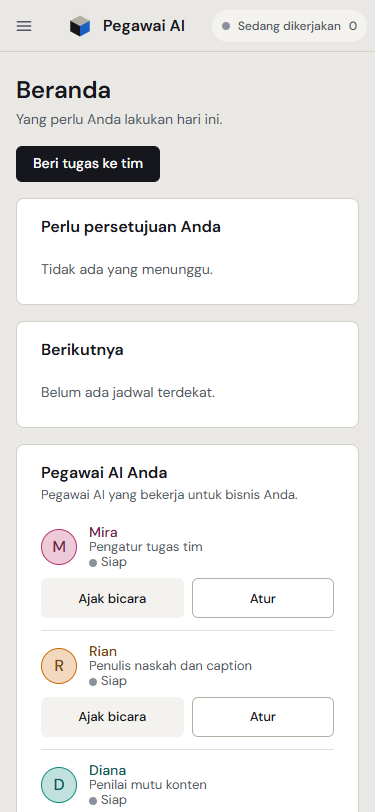 Pegawai AI
Sedang dikerjakan 0
Beranda
Yang perlu Anda lakukan hari ini.
Beri tugas ke tim
Perlu persetujuan Anda
Tidak ada yang menunggu.
Berikutnya
Belum ada jadwal terdekat.
Pegawai AI Anda
Pegawai AI yang bekerja untuk bisnis Anda.
M
Mira
Pengatur tugas tim
Siap
Ajak bicara
Atur
R
Rian
Penulis naskah dan caption
Siap
Ajak bicara
Atur
D
Diana
Penilai mutu konten
Siap